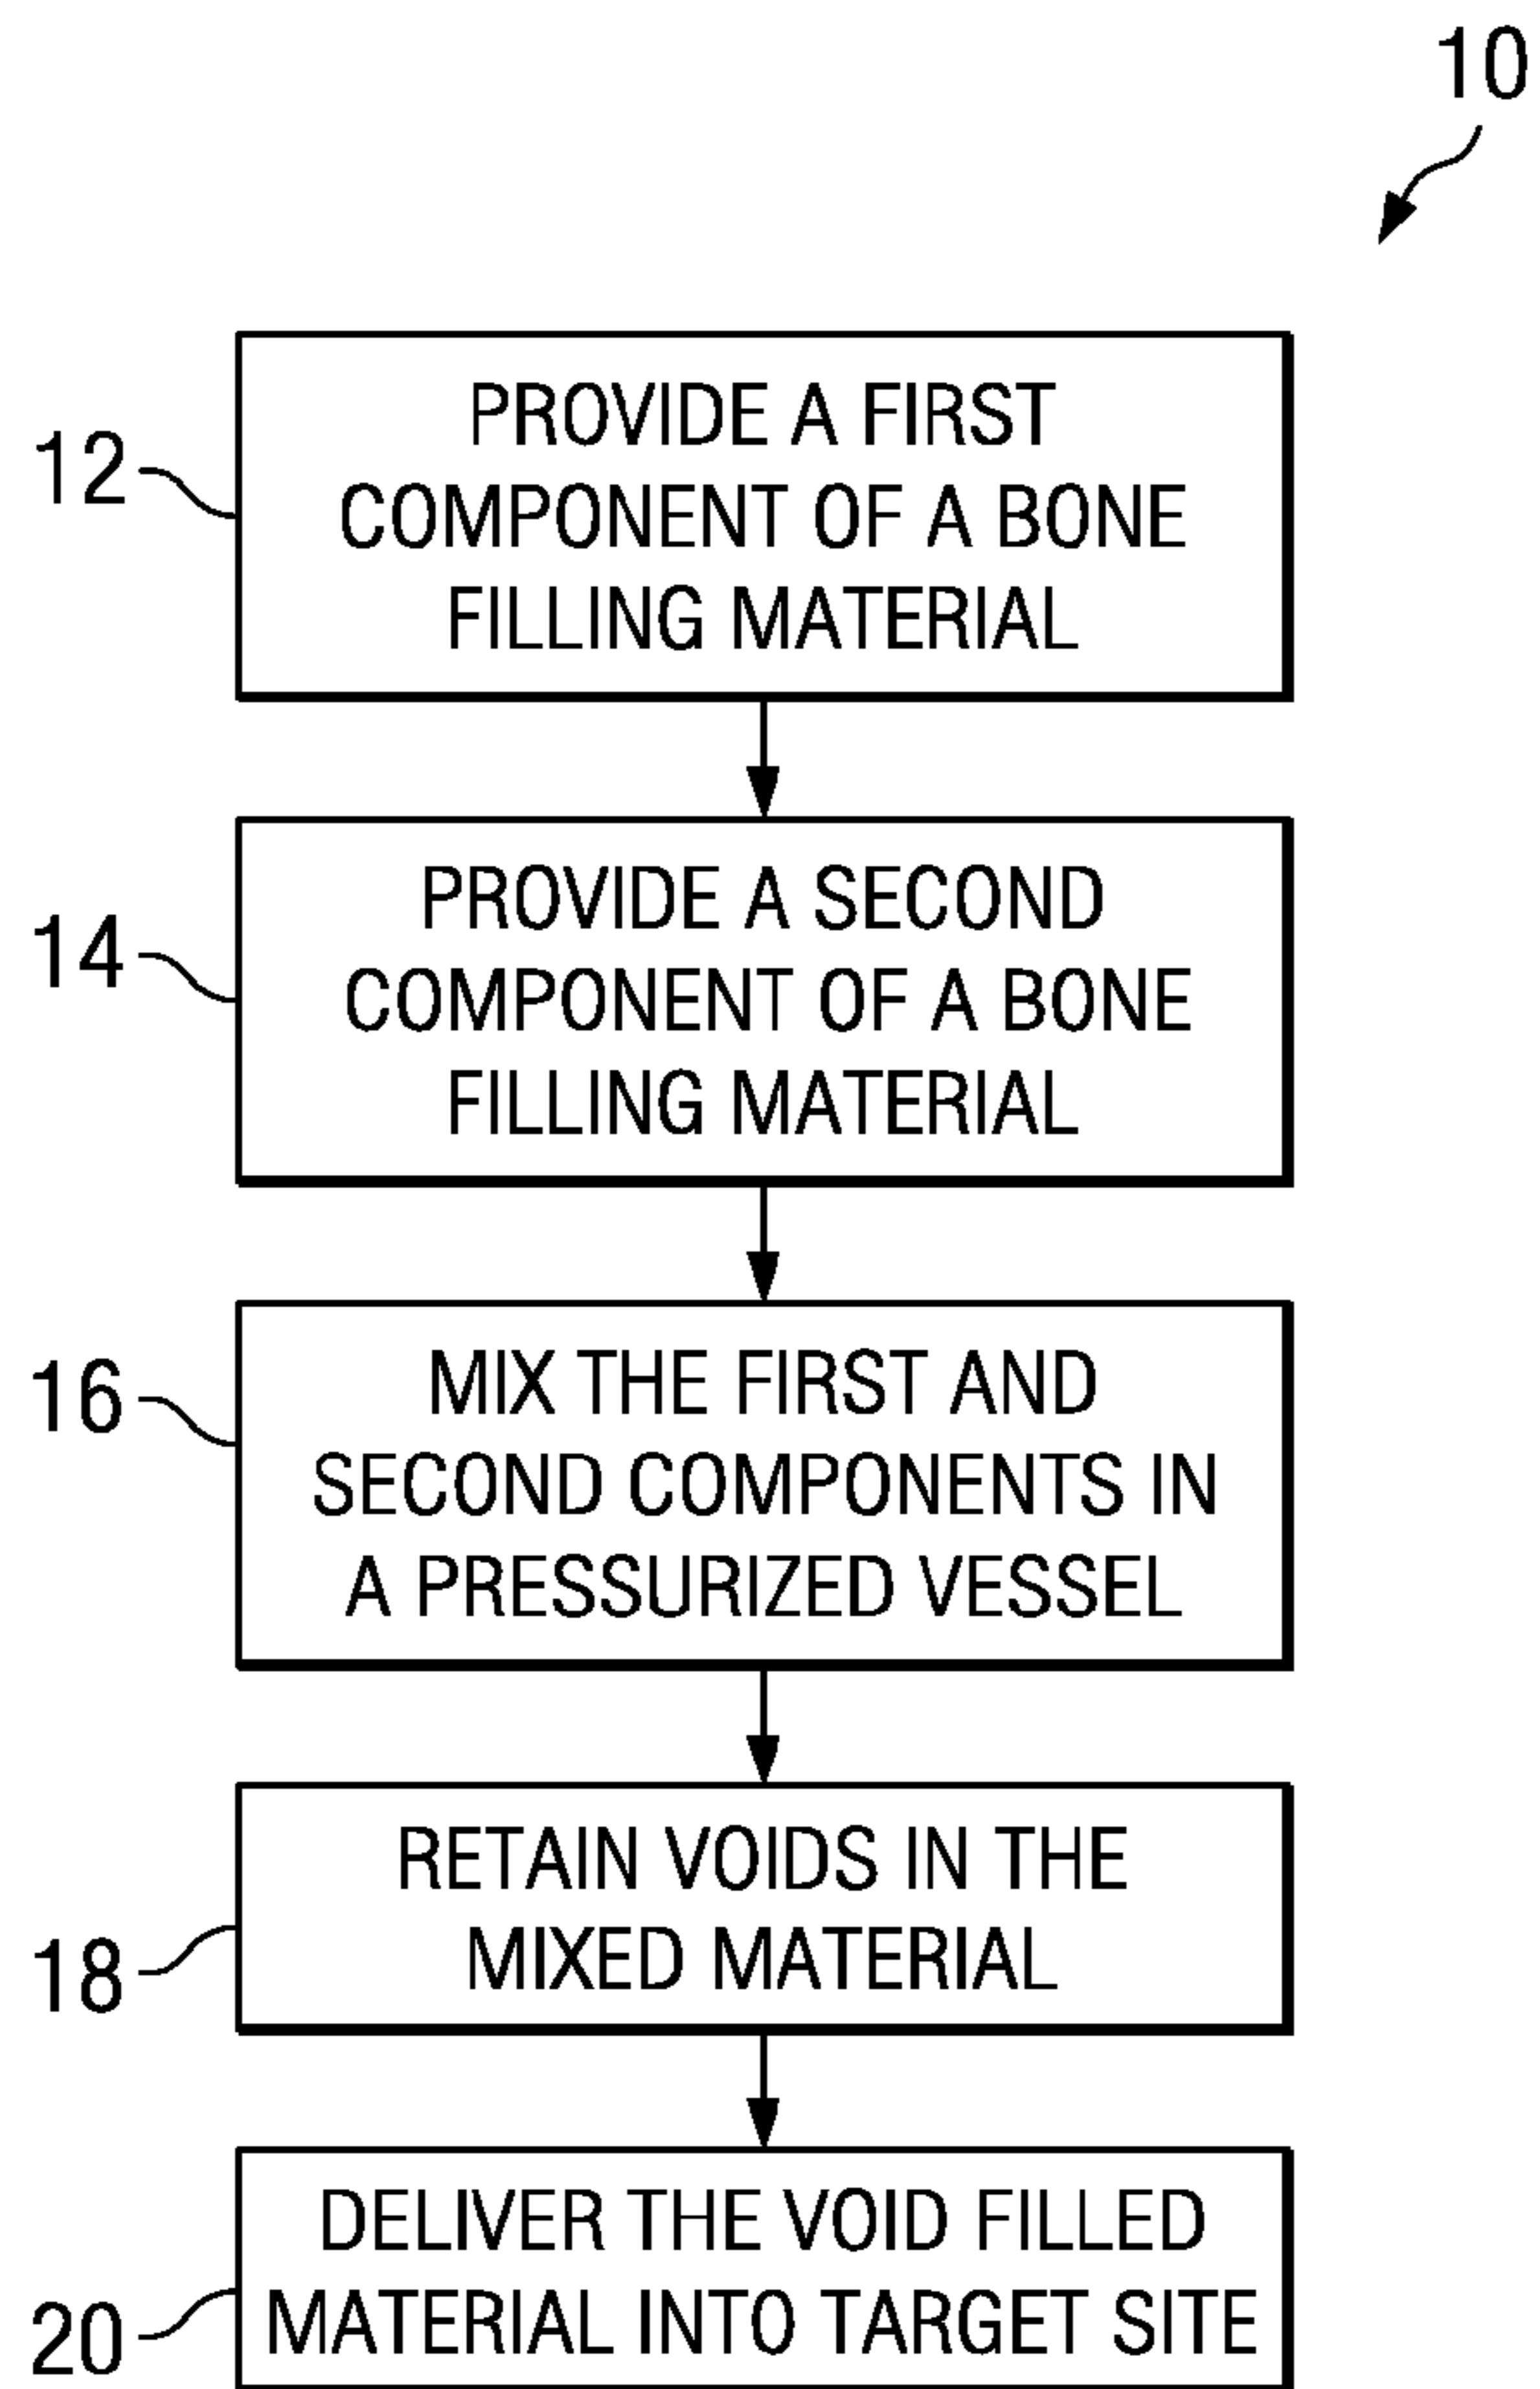 10
12
PROVIDE A FIRST
COMPONENT OF A BONE
FILLING MATERIAL
14
PROVIDE A SECOND
COMPONENT OF A BONE
FILLING MATERIAL
16
MIX THE FIRST AND
SECOND COMPONENTS IN
A PRESSURIZED VESSEL
18
RETAIN VOIDS IN THE
MIXED MATERIAL
20
DELIVER THE VOID FILLED
MATERIAL INTO TARGET SITE